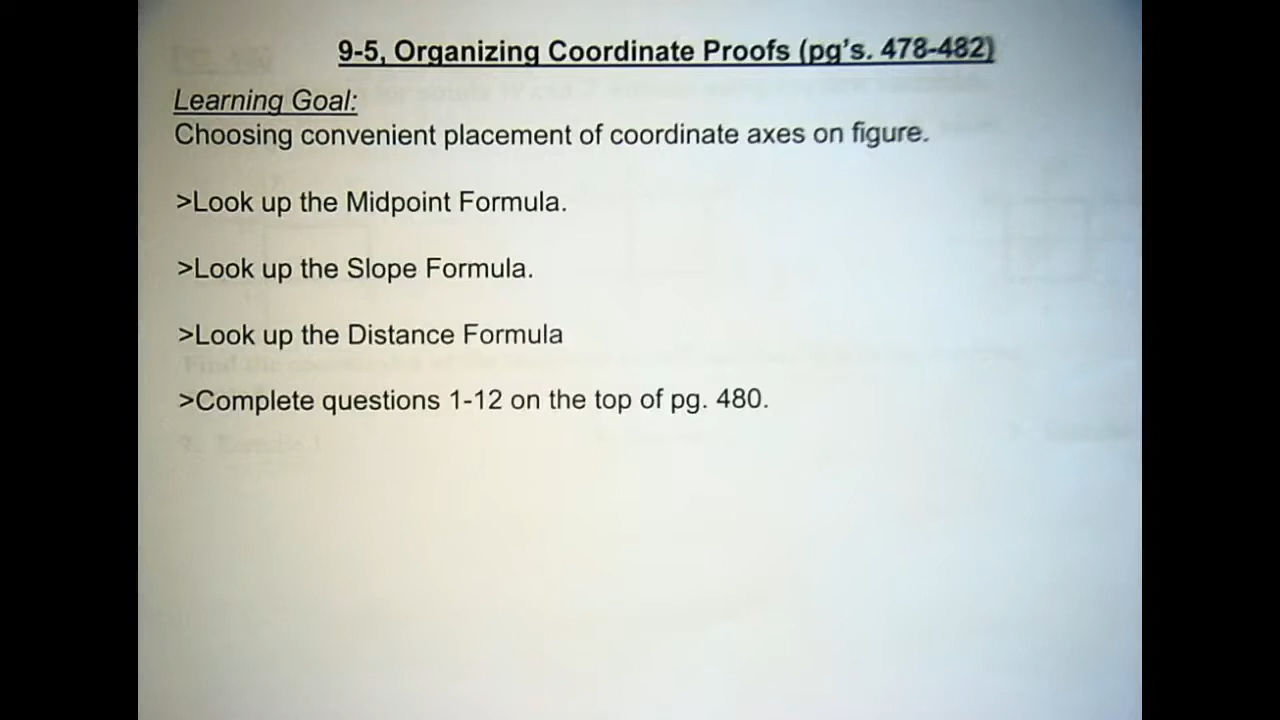 9-5, Organizing Coordinate Proofs (pg's. 478-482)
Learning Goal:
Choosing convenient placement of coordinate axes on figure.
>Look up the Midpoint Formula.
>Look up the Slope Formula.
>Look up the Distance Formula
>Complete questions 1-12 on the top of pg. 480.